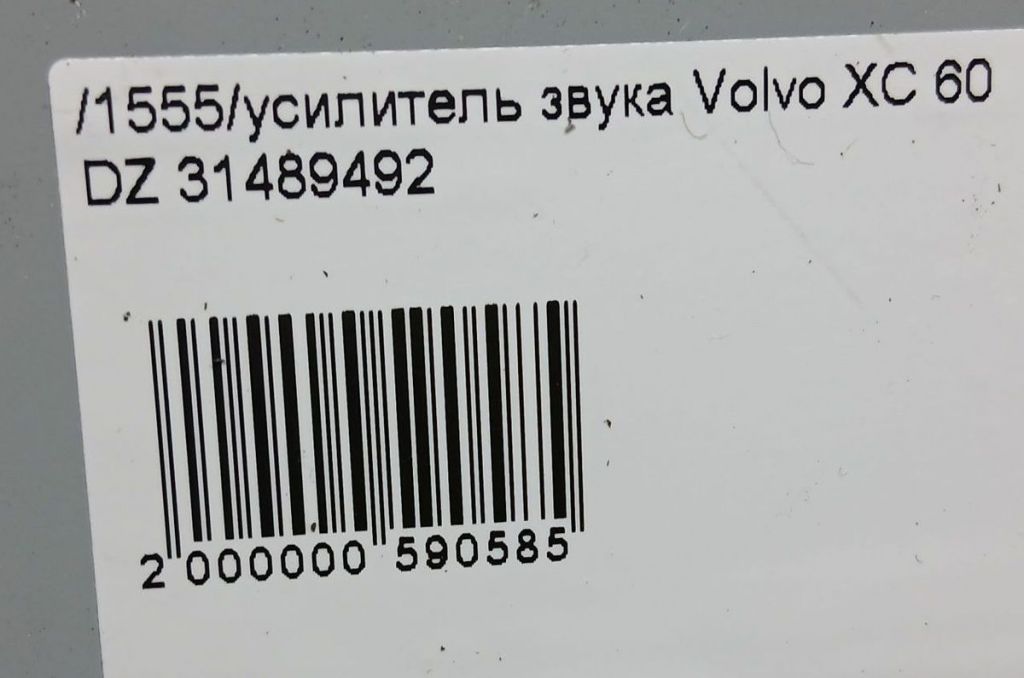 /1555/усилитель звука Volvo XC 60
DZ 31489492
2 000000 590585